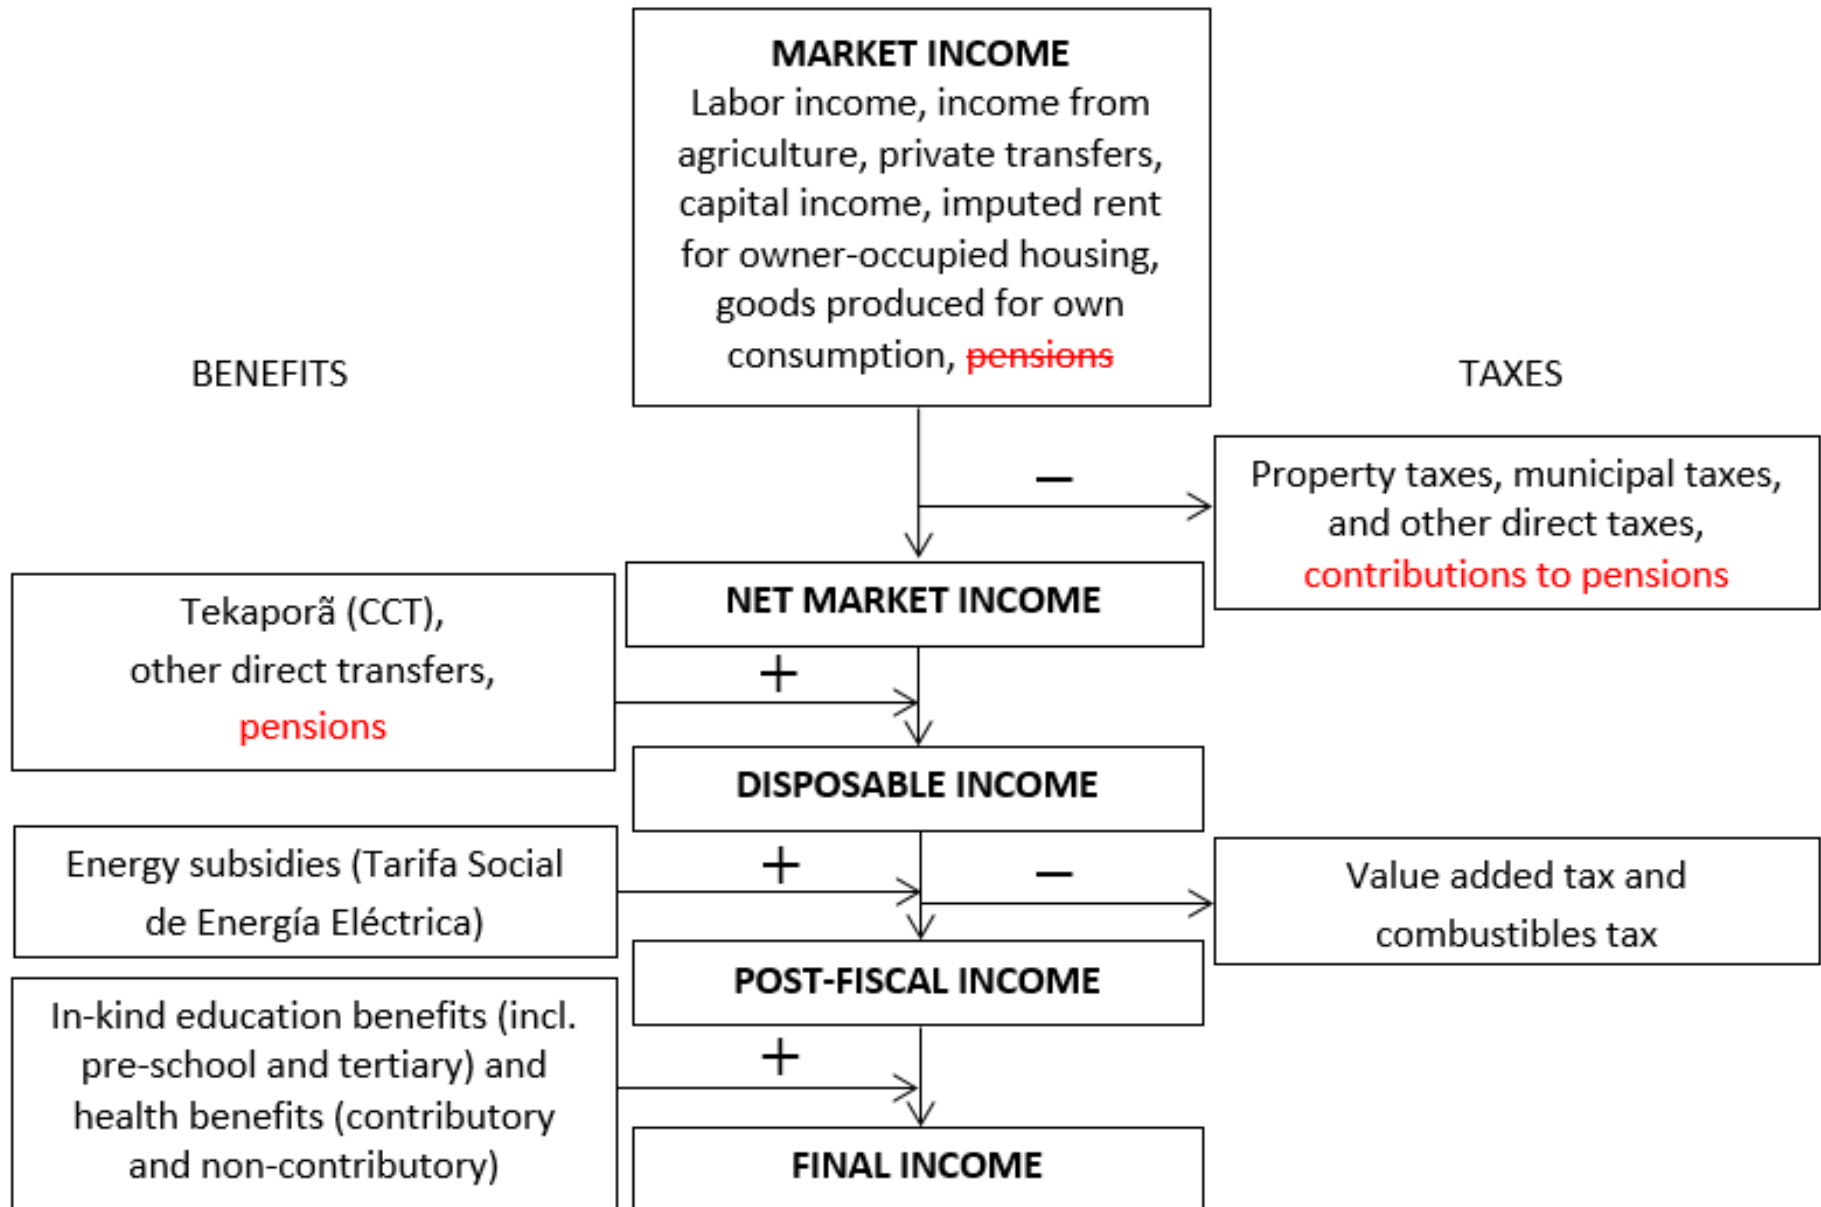 MARKET INCOME
Labor income, income from
agriculture, private transfers,
capital income, imputed rent
for owner-occupied housing,
goods produced for own
consumption, pensions
BENEFITS
TAXES
Property taxes, municipal taxes,
and other direct taxes,
contributions to pensions
NET MARKET INCOME
Tekaporã (CCT),
other direct transfers,
pensions
DISPOSABLE INCOME
Energy subsidies (Tarifa Social
de Energía Eléctrica)
Value added tax and
combustibles tax
POST-FISCAL INCOME
In-kind education benefits (incl.
pre-school and tertiary) and
health benefits (contributory
and non-contributory)
FINAL INCOME